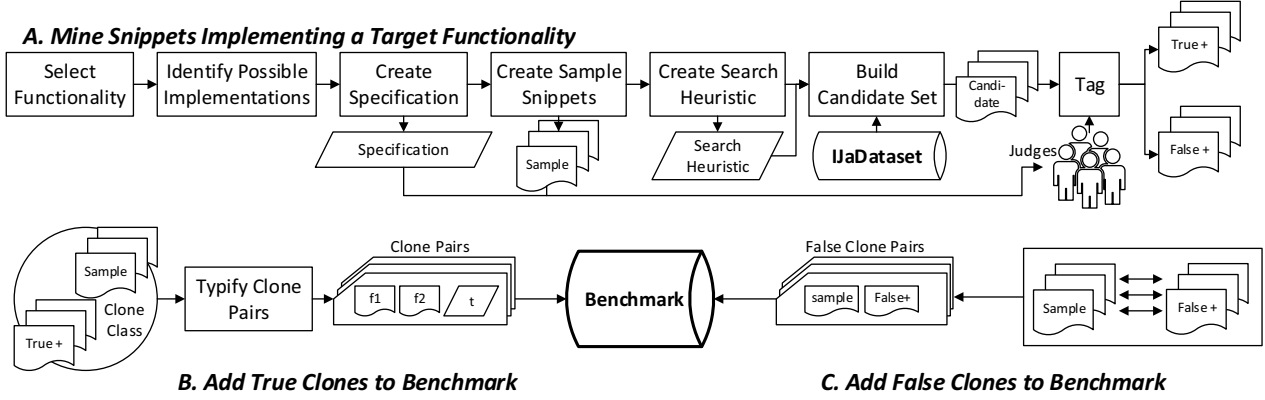 A. Mine Snippets Implementing a Target Functionality
Select
Functionality
Identify Possible
Implementations
Create
Specification
Create Sample
Snippets
Create Search
Heuristic
Build
Candidate Set
Candi-
date
Tag
True +
False +
Specification
Sample
Search
Heuristic
IJaDataset
Judges
Sample
Clone
Class
True +
Typify Clone
Pairs
Clone Pairs
f1
f2
t
Benchmark
False Clone Pairs
sample
False+
Sample
False +
B. Add True Clones to Benchmark
C. Add False Clones to Benchmark